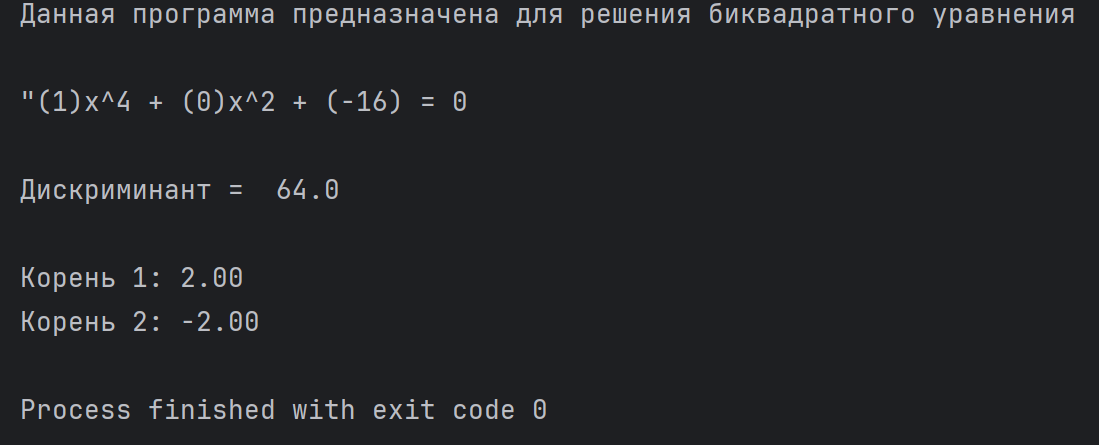 Данная программа предназначена для решения биквадратного уравнения
"(1)x^4 + (0)x^2 + (-16) = 0
Дискриминант =  64.0
Корень 1: 2.00
Корень 2: -2.00
Process finished with exit code 0